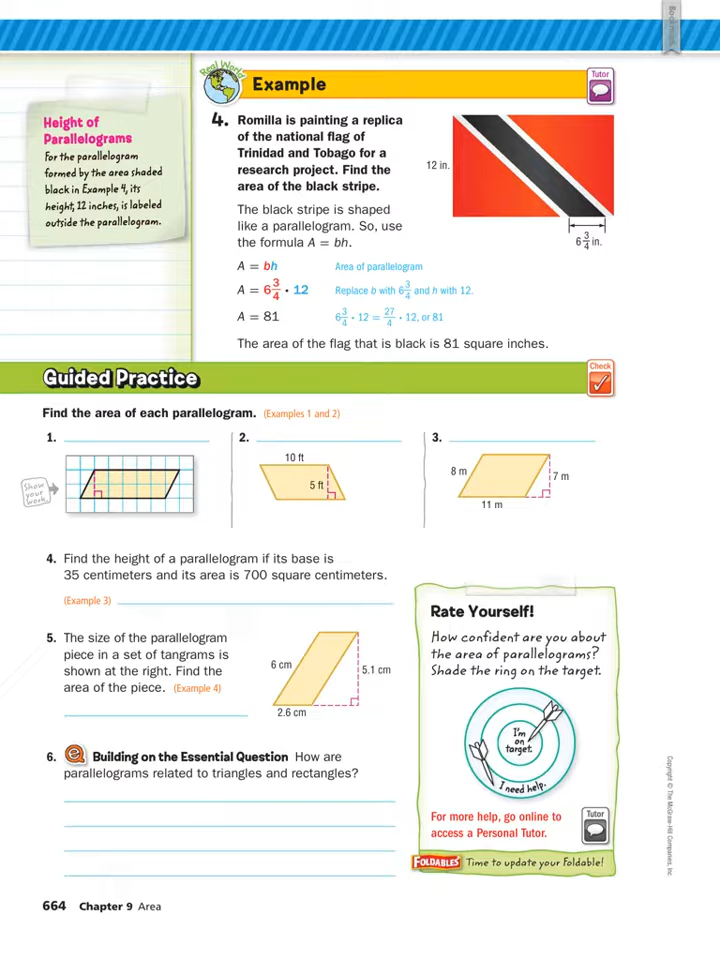 Real World
Example
Tutor
Height of
Parallelograms
For the parallelogram
formed by the area shaded
black in Example 4, its
height, 12 inches, is labeled
outside the parallelogram.
4. Romilla is painting a replica
of the national flag of
Trinidad and Tobago for a
research project. Find the
area of the black stripe.
12 in.
6 3/4 in.
The black stripe is shaped
like a parallelogram. So, use
the formula A = bh.
A = bh Area of parallelogram
A = 6 3/4 • 12 Replace b with 6 3/4 and h with 12.
A = 81 6 3/4 • 12 = 27/4 • 12, or 81
The area of the flag that is black is 81 square inches.
Guided Practice
Check
Find the area of each parallelogram. (Examples 1 and 2)
1.
2.
3.
Show
your
work.
10 ft
5 ft
8 m
7 m
11 m
4. Find the height of a parallelogram if its base is
35 centimeters and its area is 700 square centimeters.
(Example 3)
5. The size of the parallelogram
piece in a set of tangrams is
shown at the right. Find the
area of the piece. (Example 4)
6 cm
5.1 cm
2.6 cm
6. e Building on the Essential Question How are
parallelograms related to triangles and rectangles?
Rate Yourself!
How confident are you about
the area of parallelograms?
Shade the ring on the target.
I'm
on
target.
I need help.
For more help, go online to
access a Personal Tutor.
Tutor
FOLDABLES Time to update your Foldable!
Copyright © The McGraw-Hill Companies, Inc.
664 Chapter 9 Area